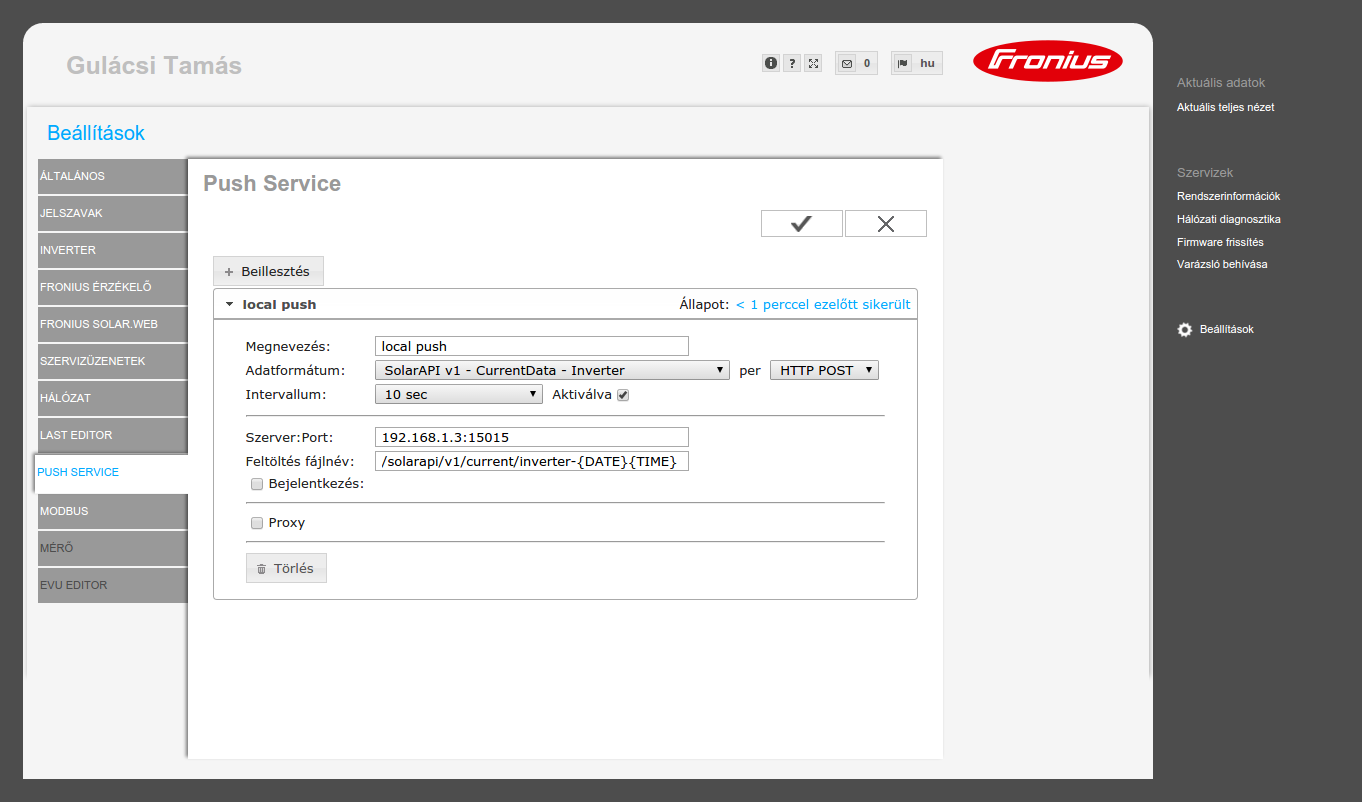 Gulácsi Tamás
? 0 hu
Fronius
Aktuális adatok
Aktuális teljes nézet
Szervizek
Rendszerinformációk
Hálózati diagnosztika
Firmware frissítés
Varázsló behívása
Beállítások
Beállítások
ÁLTALÁNOS
JELSZAVAK
INVERTER
FRONIUS ÉRZÉKELŐ
FRONIUS SOLAR.WEB
SZERVIZÜZENETEK
HÁLÓZAT
LAST EDITOR
PUSH SERVICE
MODBUS
MÉRŐ
EVU EDITOR
Push Service
+ Beillesztés
local push Állapot: < 1 perccel ezelőtt sikerült
Megnevezés: local push
Adatformátum: SolarAPI v1 - CurrentData - Inverter per HTTP POST
Intervallum: 10 sec Aktiválva
Szerver:Port: 192.168.1.3:15015
Feltöltés fájlnév: /solarapi/v1/current/inverter-{DATE}{TIME}
Bejelentkezés:
Proxy
Törlés